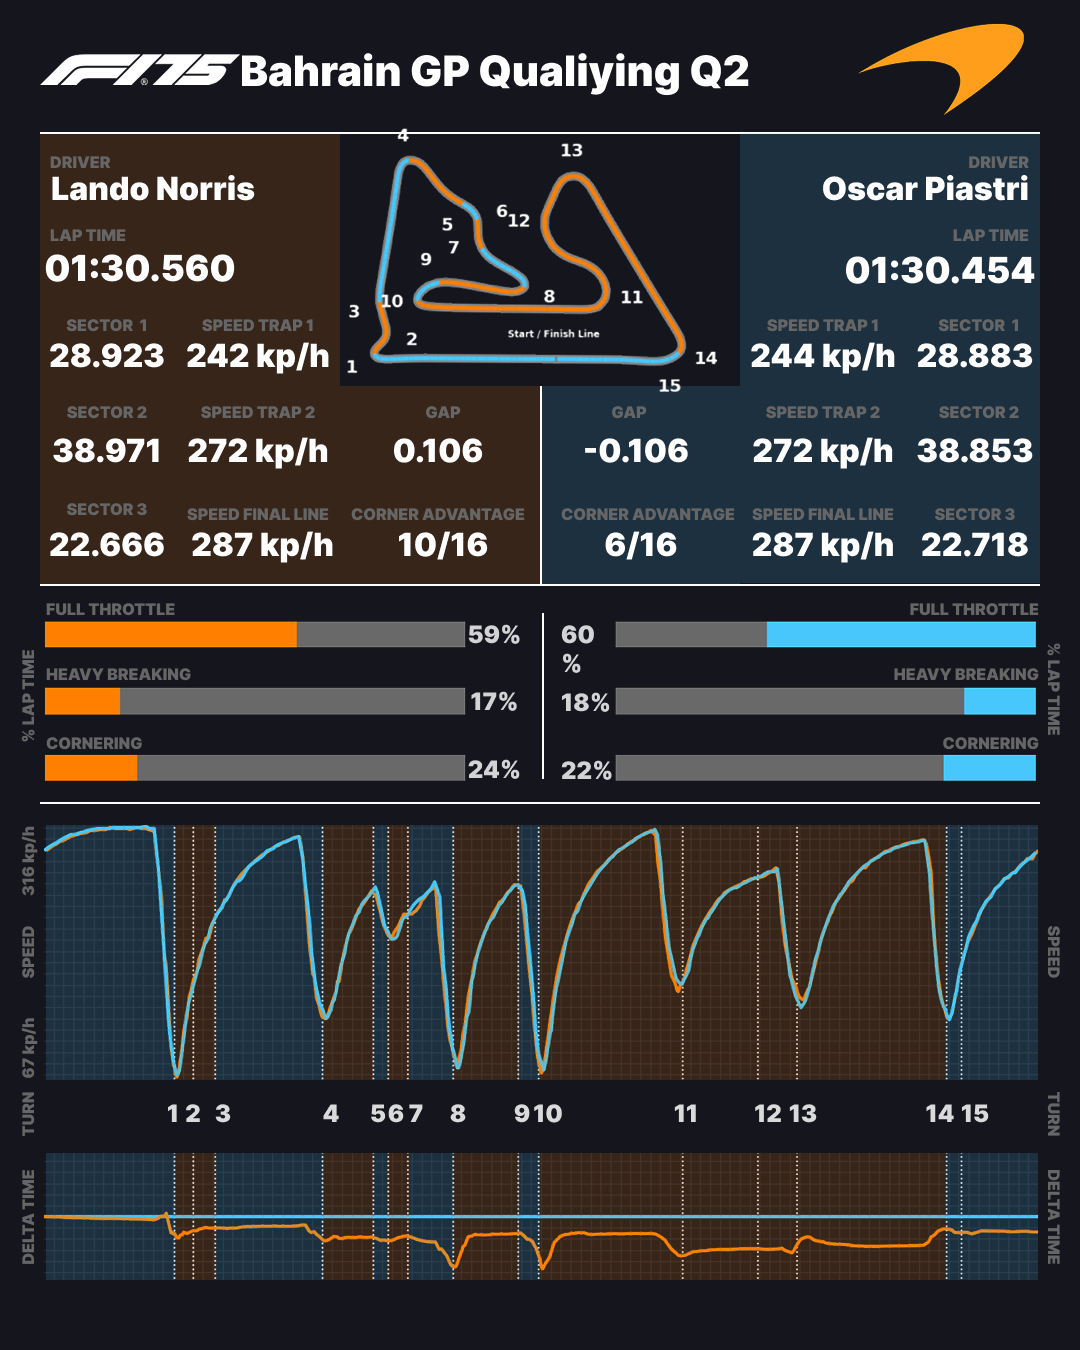 F1®75 Bahrain GP Qualiying Q2
DRIVER
Lando Norris
LAP TIME
01:30.560
SECTOR 1 SPEED TRAP 1
28.923 242 kp/h
SECTOR 2 SPEED TRAP 2 GAP
38.971 272 kp/h 0.106
SECTOR 3 SPEED FINAL LINE CORNER ADVANTAGE
22.666 287 kp/h 10/16
4
13
6
12
5
7
9
10
8
11
3
2
Start / Finish Line
1
14
15
DRIVER
Oscar Piastri
LAP TIME
01:30.454
SPEED TRAP 1 SECTOR 1
244 kp/h 28.883
GAP SPEED TRAP 2 SECTOR 2
-0.106 272 kp/h 38.853
CORNER ADVANTAGE SPEED FINAL LINE SECTOR 3
6/16 287 kp/h 22.718
% LAP TIME
FULL THROTTLE
59%
HEAVY BREAKING
17%
CORNERING
24%
FULL THROTTLE
60
%
HEAVY BREAKING
18%
CORNERING
22%
% LAP TIME
316 kp/h
SPEED
67 kp/h
SPEED
TURN
1 2 3 4 5 6 7 8 9 10 11 12 13 14 15
TURN
DELTA TIME
DELTA TIME